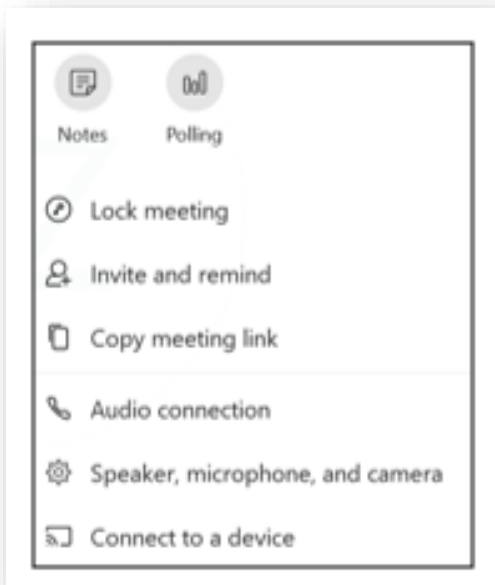 Notes Polling
Lock meeting
Invite and remind
Copy meeting link
Audio connection
Speaker, microphone, and camera
Connect to a device